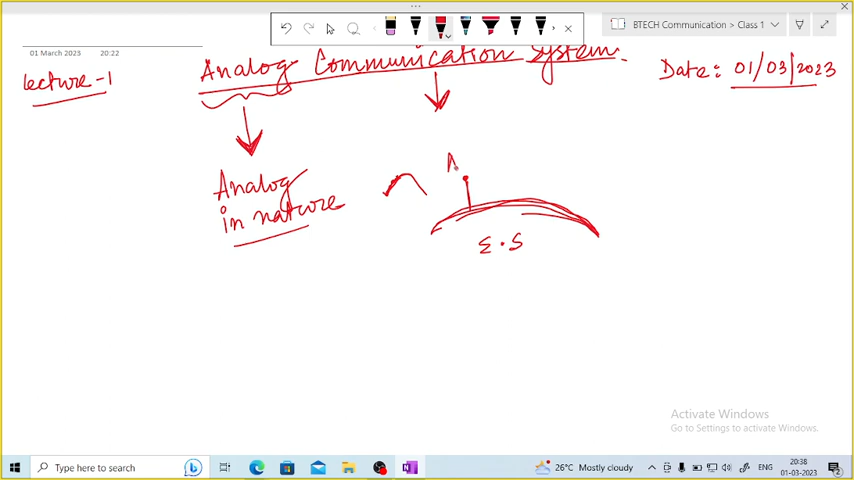 BTECH Communication > Class 1
01 March 2023 20:22
Lecture-1
Analog Communication System.
Date: 01/03/2023
Analog
in nature
A
E.S
Activate Windows
Go to Settings to activate Windows.
Type here to search
26°C Mostly cloudy
ENG
20:38
01-03-2023
2